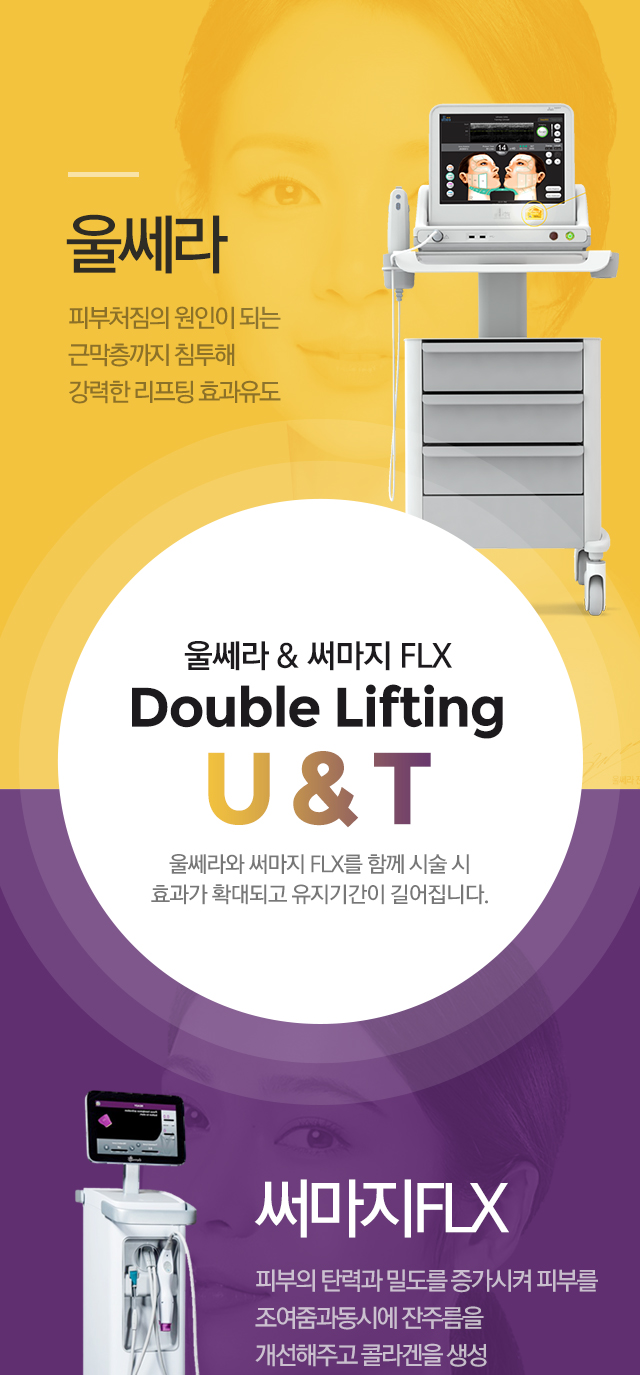 울쎄라
피부처짐의 원인이 되는
근막층까지 침투해
강력한 리프팅 효과유도
14
울쎄라 & 써마지 FLX
Double Lifting
U & T
울쎄라와 써마지 FLX를 함께 시술 시
효과가 확대되고 유지기간이 길어집니다.
써마지FLX
피부의 탄력과 밀도를 증가시켜 피부를
조여줌과동시에 잔주름을
개선해주고 콜라겐을 생성